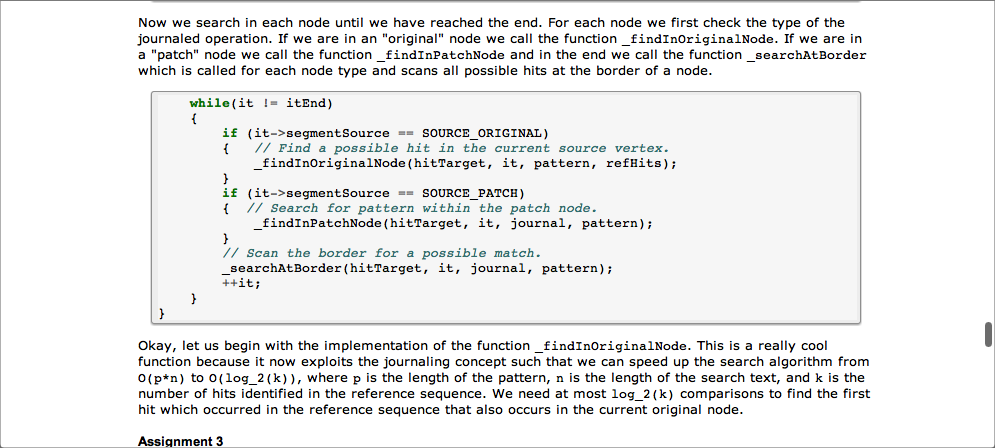 Now we search in each node until we have reached the end. For each node we first check the type of the
journaled operation. If we are in an "original" node we call the function _findInOriginalNode. If we are in
a "patch" node we call the function _findInPatchNode and in the end we call the function _searchAtBorder
which is called for each node type and scans all possible hits at the border of a node.
while(it != itEnd)
{
if (it->segmentSource == SOURCE_ORIGINAL)
{ // Find a possible hit in the current source vertex.
_findInOriginalNode(hitTarget, it, pattern, refHits);
}
if (it->segmentSource == SOURCE_PATCH)
{ // Search for pattern within the patch node.
_findInPatchNode(hitTarget, it, journal, pattern);
}
// Scan the border for a possible match.
_searchAtBorder(hitTarget, it, journal, pattern);
++it;
}
}
Okay, let us begin with the implementation of the function _findInOriginalNode. This is a really cool
function because it now exploits the journaling concept such that we can speed up the search algorithm from
O(p*n) to O(log_2(k)), where p is the length of the pattern, n is the length of the search text, and k is the
number of hits identified in the reference sequence. We need at most log_2(k) comparisons to find the first
hit which occurred in the reference sequence that also occurs in the current original node.
Assignment 3